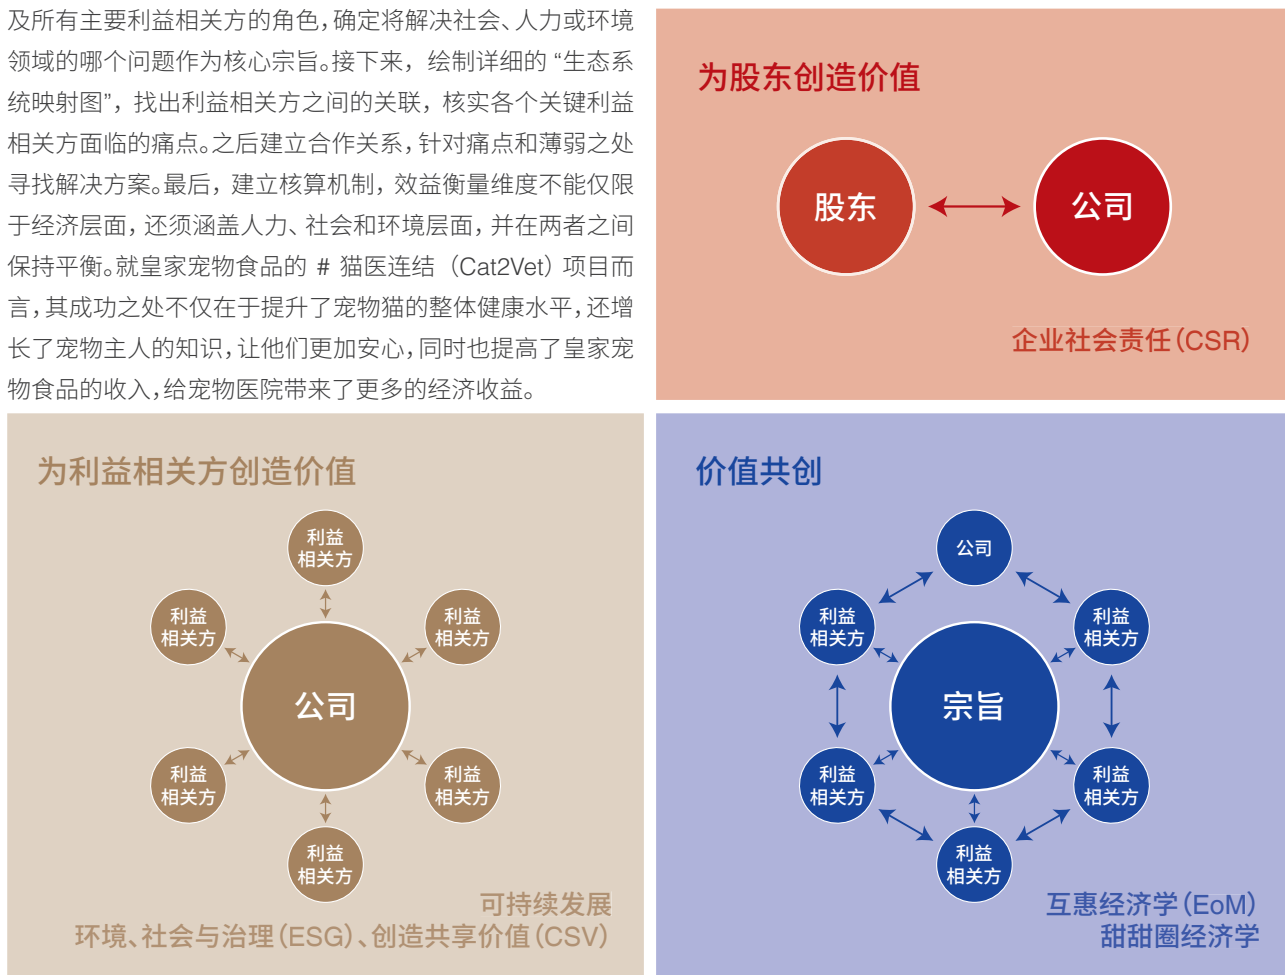 及所有主要利益相关方的角色，确定将解决社会、人力或环境
领域的哪个问题作为核心宗旨。接下来，绘制详细的“生态系
统映射图”，找出利益相关方之间的关联，核实各个关键利益
相关方面临的痛点。之后建立合作关系，针对痛点和薄弱之处
寻找解决方案。最后，建立核算机制，效益衡量维度不能仅限
于经济层面，还须涵盖人力、社会和环境层面，并在两者之间
保持平衡。就皇家宠物食品的 # 猫医连结（Cat2Vet）项目而
言，其成功之处不仅在于提升了宠物猫的整体健康水平，还增
长了宠物主人的知识，让他们更加安心，同时也提高了皇家宠
物食品的收入，给宠物医院带来了更多的经济收益。
为股东创造价值
股东
公司
企业社会责任（CSR）
为利益相关方创造价值
利益
相关方
利益
相关方
利益
相关方
公司
利益
相关方
利益
相关方
利益
相关方
可持续发展
环境、社会与治理（ESG）、创造共享价值（CSV）
价值共创
公司
利益
相关方
利益
相关方
宗旨
利益
相关方
利益
相关方
利益
相关方
互惠经济学（EoM）
甜甜圈经济学